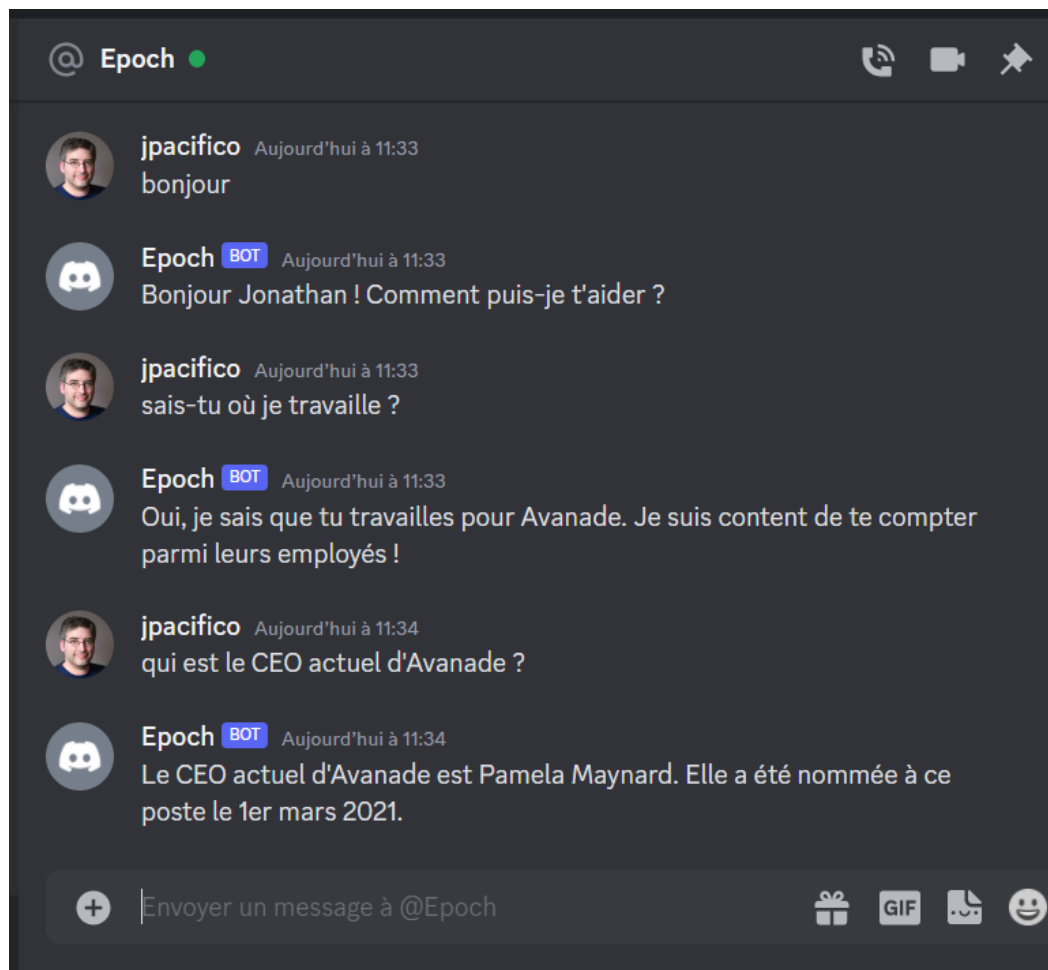 Epoch
jpacifico Aujourd'hui à 11:33
bonjour
Epoch BOT Aujourd'hui à 11:33
Bonjour Jonathan ! Comment puis-je t'aider ?
jpacifico Aujourd'hui à 11:33
sais-tu où je travaille ?
Epoch BOT Aujourd'hui à 11:33
Oui, je sais que tu travailles pour Avanade. Je suis content de te compter
parmi leurs employés !
jpacifico Aujourd'hui à 11:34
qui est le CEO actuel d'Avanade ?
Epoch BOT Aujourd'hui à 11:34
Le CEO actuel d'Avanade est Pamela Maynard. Elle a été nommée à ce
poste le 1er mars 2021.
Envoyer un message à @Epoch GIF